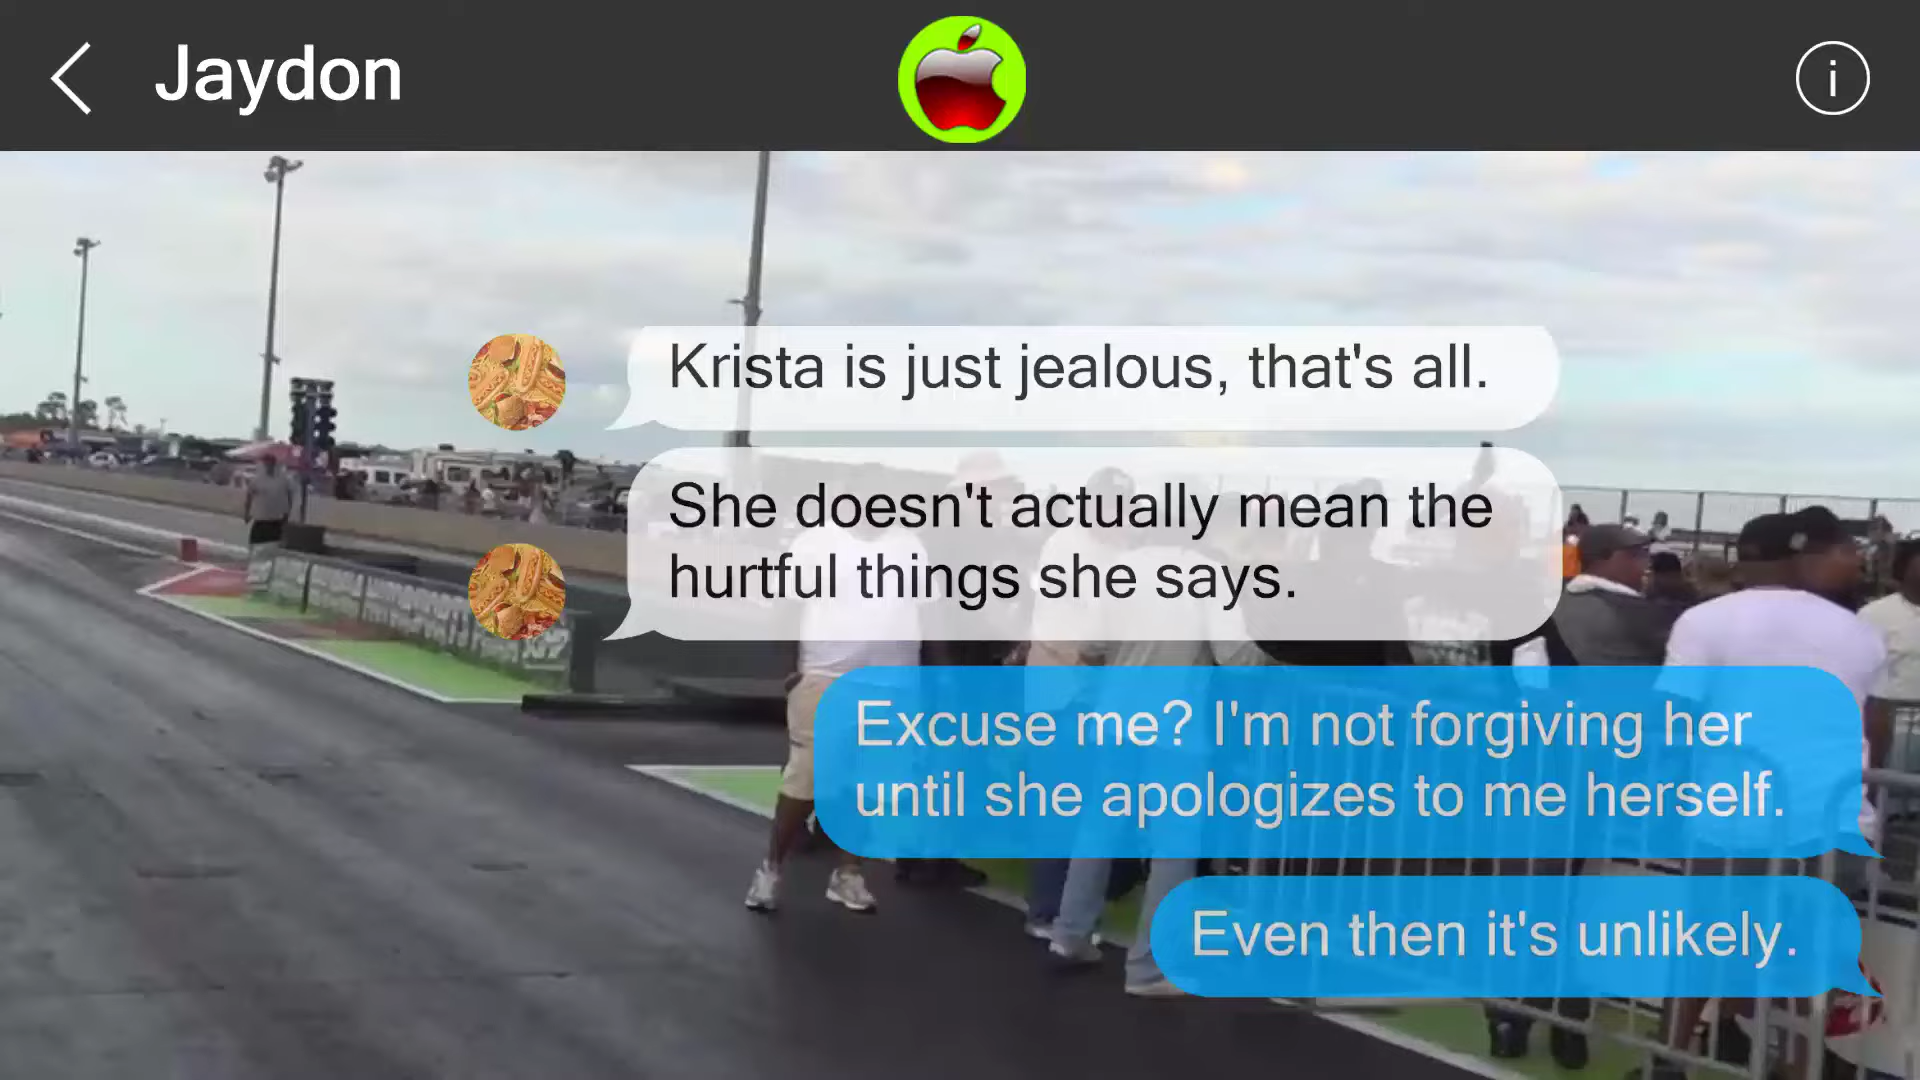 Jaydon
i
Krista is just jealous, that's all.
She doesn't actually mean the
hurtful things she says.
Excuse me? I'm not forgiving her
until she apologizes to me herself.
Even then it's unlikely.